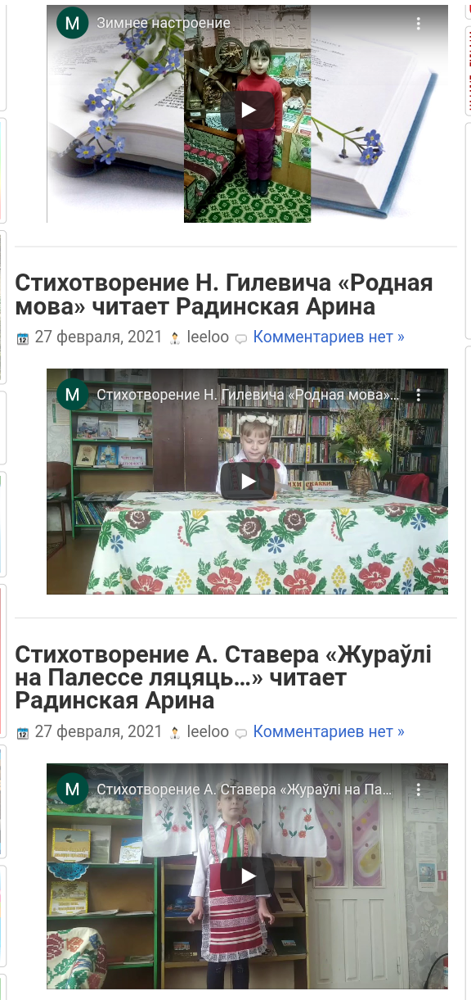 М Зимнее настроение
Стихотворение Н. Гилевича «Родная
мова» читает Радинская Арина
12 27 февраля, 2021 leeloo Комментариев нет »
М Стихотворение Н. Гилевича «Родная мова»...
Стихотворение А. Ставера «Жураўлі
на Палессе ляцяць…» читает
Радинская Арина
12 27 февраля, 2021 leeloo Комментариев нет »
М Стихотворение А. Ставера «Жураўлі на Па...